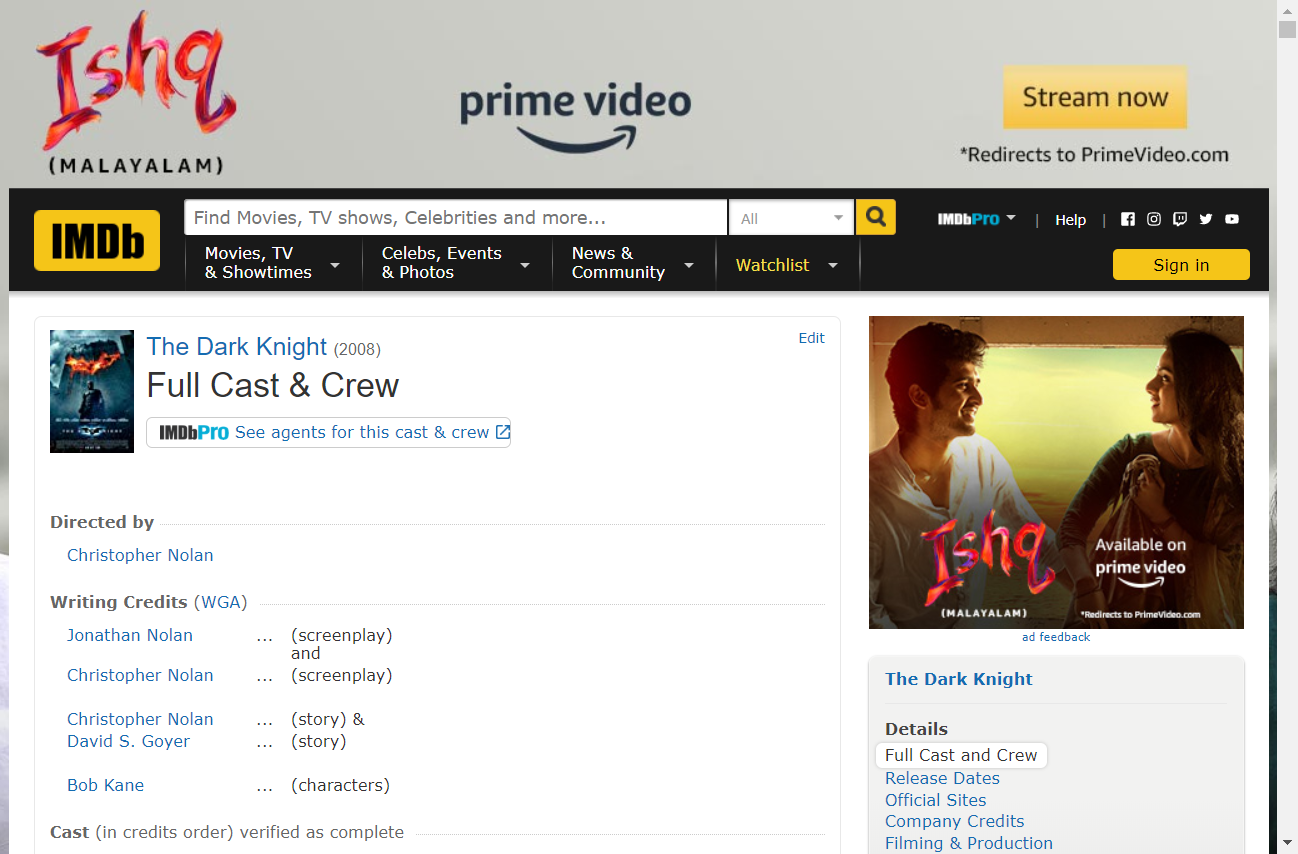 Ishq
(MALAYALAM)
prime video
Stream now
*Redirects to PrimeVideo.com
IMDb
Find Movies, TV shows, Celebrities and more...
All
IMDbPro
|
Help
|
Movies, TV
& Showtimes
Celebs, Events
& Photos
News &
Community
Watchlist
Sign in
The Dark Knight (2008)
Edit
Full Cast & Crew
IMDbPro See agents for this cast & crew
Directed by
Christopher Nolan
Writing Credits (WGA)
Jonathan Nolan ... (screenplay)
and
Christopher Nolan ... (screenplay)
Christopher Nolan ... (story) &
David S. Goyer ... (story)
Bob Kane ... (characters)
Cast (in credits order) verified as complete
Ishq
(MALAYALAM)
Available on
prime video
*Redirects to PrimeVideo.com
ad feedback
The Dark Knight
Details
Full Cast and Crew
Release Dates
Official Sites
Company Credits
Filming & Production